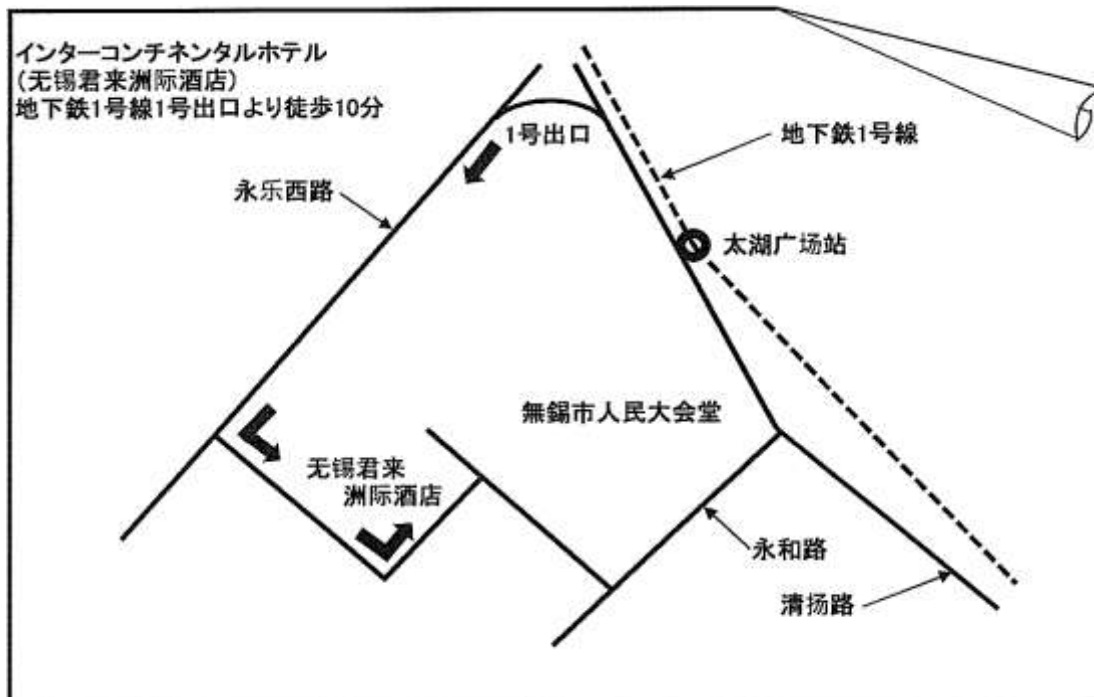 インターコンチネンタルホテル
(无锡君来洲际酒店)
地下鉄1号線1号出口より徒歩10分
1号出口
地下鉄1号線
永乐西路
太湖广场站
無錫市人民大会堂
无锡君来
洲际酒店
永和路
清扬路